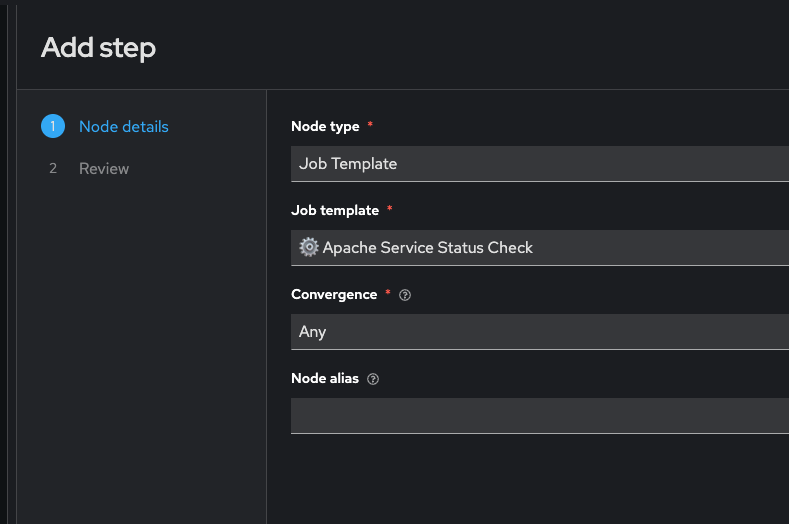 Add step
1 Node details
2 Review
Node type *
Job Template
Job template *
Apache Service Status Check
Convergence *
Any
Node alias